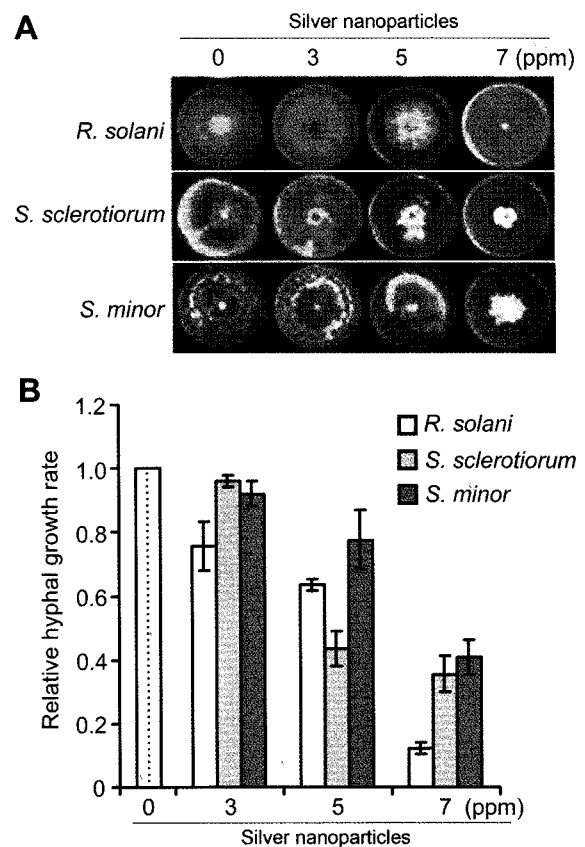 A
Silver nanoparticles
0 3 5 7 (ppm)
R. solani
S. sclerotiorum
S. minor
B
1.2
1.0
0.8
0.6
0.4
0.2
0
Relative hyphal growth rate
R. solani
S. sclerotiorum
S. minor
0 3 5 7 (ppm)
Silver nanoparticles